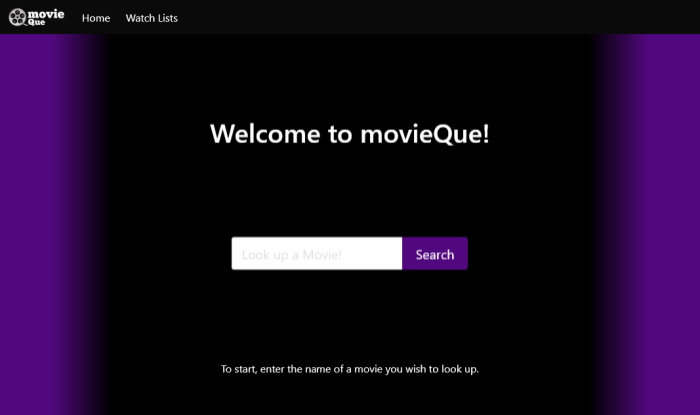 movie
Que
Home
Watch Lists
Welcome to movieQue!
Look up a Movie!
Search
To start, enter the name of a movie you wish to look up.